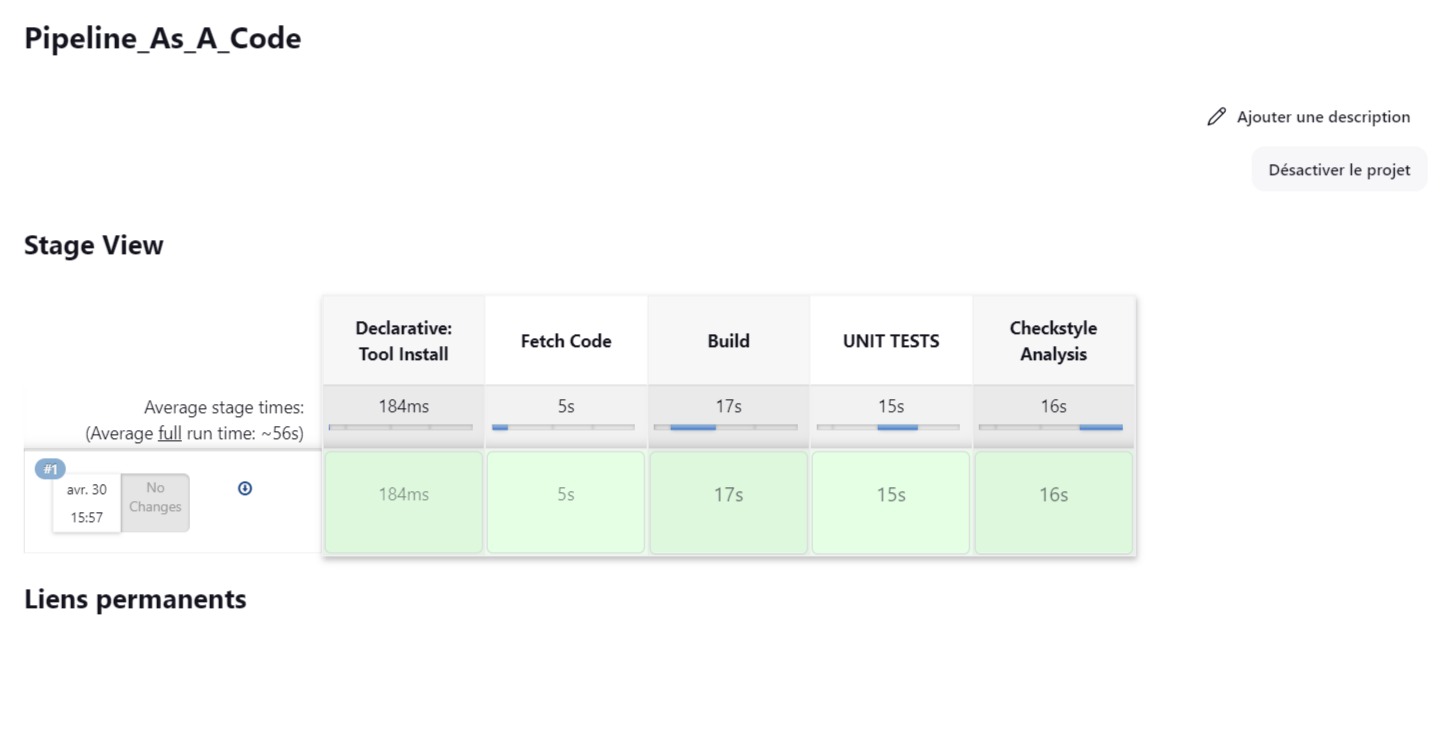 Pipeline_As_A_Code
Ajouter une description
Désactiver le projet
Stage View
Declarative:
Tool Install
Fetch Code
Build
UNIT TESTS
Checkstyle
Analysis
Average stage times:
(Average full run time: ~56s)
184ms
5s
17s
15s
16s
#1
avr. 30
15:57
No
Changes
184ms
5s
17s
15s
16s
Liens permanents